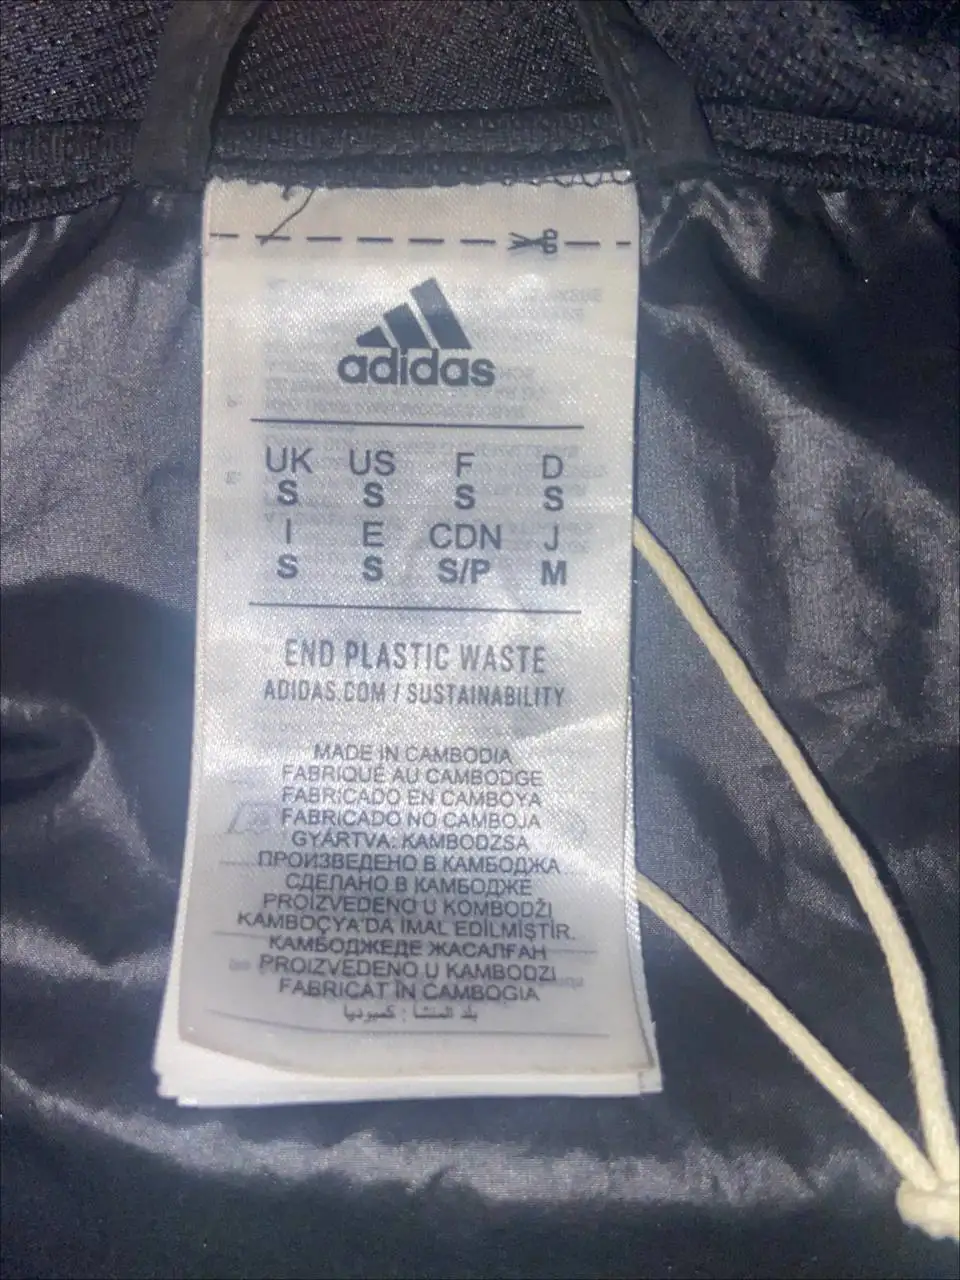 adidas
UK US F D
S S S S
I E CDN J
S S S/P M
END PLASTIC WASTE
ADIDAS.COM / SUSTAINABILITY
MADE IN CAMBODIA
FABRIQUÉ AU CAMBODGE
FABRICADO EN CAMBOYA
FABRICADO NO CAMBOJA
GYÁRTVA: KAMBODZSA
ПРОИЗВЕДЕНО В КАМБОДЖА
СДЕЛАНО В КАМБОДЖЕ
PROIZVEDENO U KOMBODŽI
KAMBOÇYA'DA İMAL EDİLMİŞTİR.
КАМБОДЖЕДЕ ЖАСАЛҒАН
PROIZVEDENO U KAMBODZI
FABRICAT ÎN CAMBOGIA
بلد المنشأ : كمبوديا